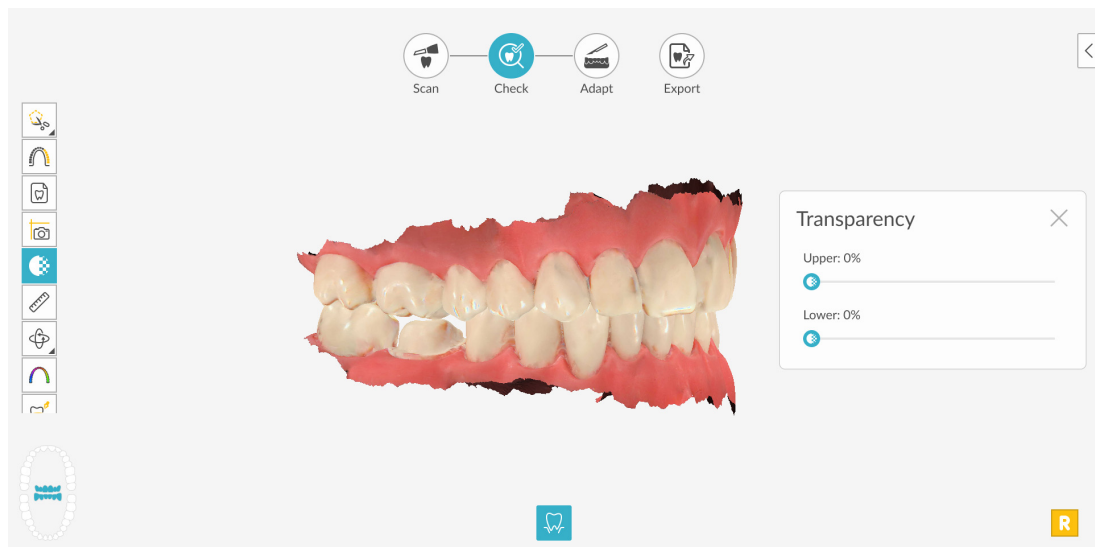 Scan
Check
Adapt
Export
Transparency
Upper: 0%
Lower: 0%
R